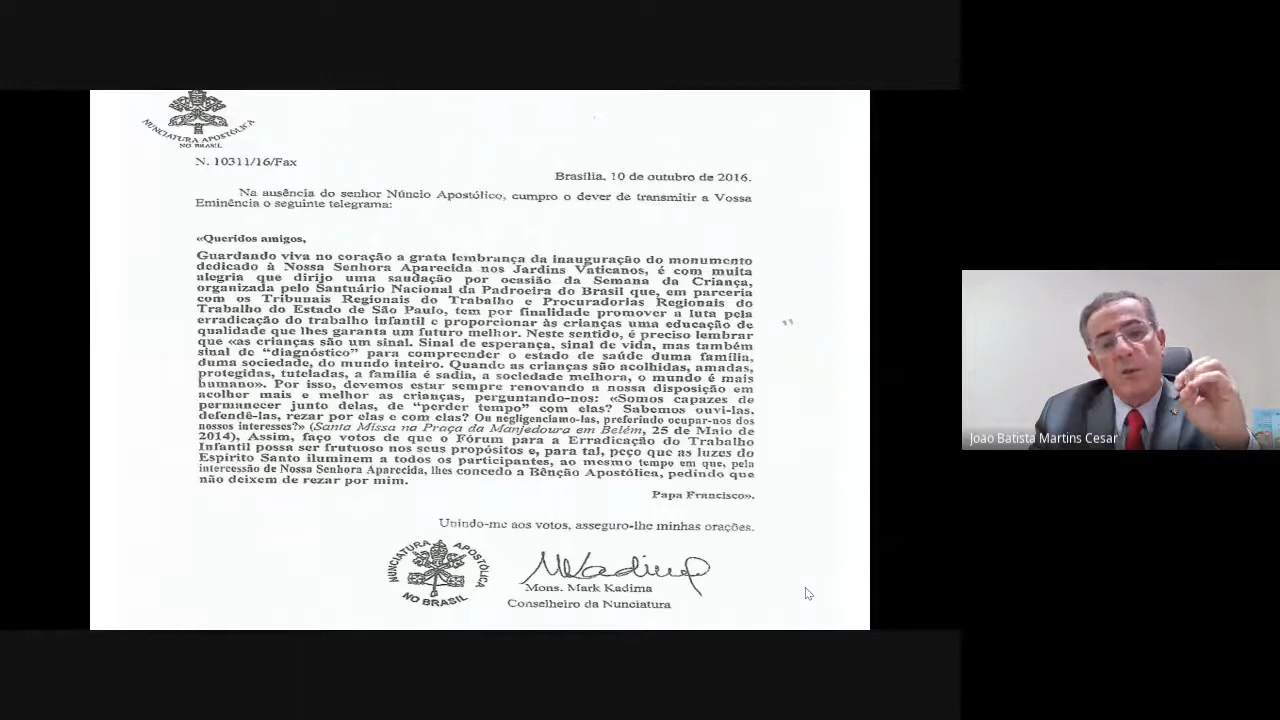 NUNCIATURA APOSTÓLICA
NO BRASIL
N. 10311/16/Fax
Brasília, 10 de outubro de 2016.
Na ausência do senhor Núncio Apostólico, cumpro o dever de transmitir a Vossa
Eminência o seguinte telegrama:
«Queridos amigos,
Guardando viva no coração a grata lembrança da inauguração do monumento
dedicado à Nossa Senhora Aparecida nos Jardins Vaticanos, é com muita
alegria que dirijo uma saudação por ocasião da Semana da Criança,
organizada pelo Santuário Nacional da Padroeira do Brasil que, em parceria
com os Tribunais Regionais do Trabalho e Procuradorias Regionais do
Trabalho do Estado de São Paulo, tem por finalidade promover a luta pela
erradicação do trabalho infantil e proporcionar às crianças uma educação de
qualidade que lhes garanta um futuro melhor. Neste sentido, é preciso lembrar
que «as crianças são um sinal. Sinal de esperança, sinal de vida, mas também
sinal de "diagnóstico" para compreender o estado de saúde duma família,
duma sociedade, do mundo inteiro. Quando as crianças são acolhidas, amadas,
protegidas, tuteladas, a família é sadia, a sociedade melhora, o mundo é mais
humano». Por isso, devemos estar sempre renovando a nossa disposição em
acolher mais e melhor as crianças, perguntando-nos: «Somos capazes de
permanecer junto delas, de "perder tempo" com elas? Sabemos ouvi-las,
defendê-las, rezar por elas e com elas? Ou negligenciamo-las, preferindo ocupar-nos dos
nossos interesses?» (Santa Missa na Praça da Manjedoura em Belém, 25 de Maio de
2014). Assim, faço votos de que o Fórum para a Erradicação do Trabalho
Infantil possa ser frutuoso nos seus propósitos e, para tal, peço que as luzes do
Espírito Santo iluminem a todos os participantes, ao mesmo tempo em que, pela
intercessão de Nossa Senhora Aparecida, lhes concedo a Bênção Apostólica, pedindo que
não deixem de rezar por mim.
Papa Francisco».
Unindo-me aos votos, asseguro-lhe minhas orações.
NUNCIATURA APOSTÓLICA
NO BRASIL
MKadima
Mons. Mark Kadima
Conselheiro da Nunciatura
João Batista Martins Cesar